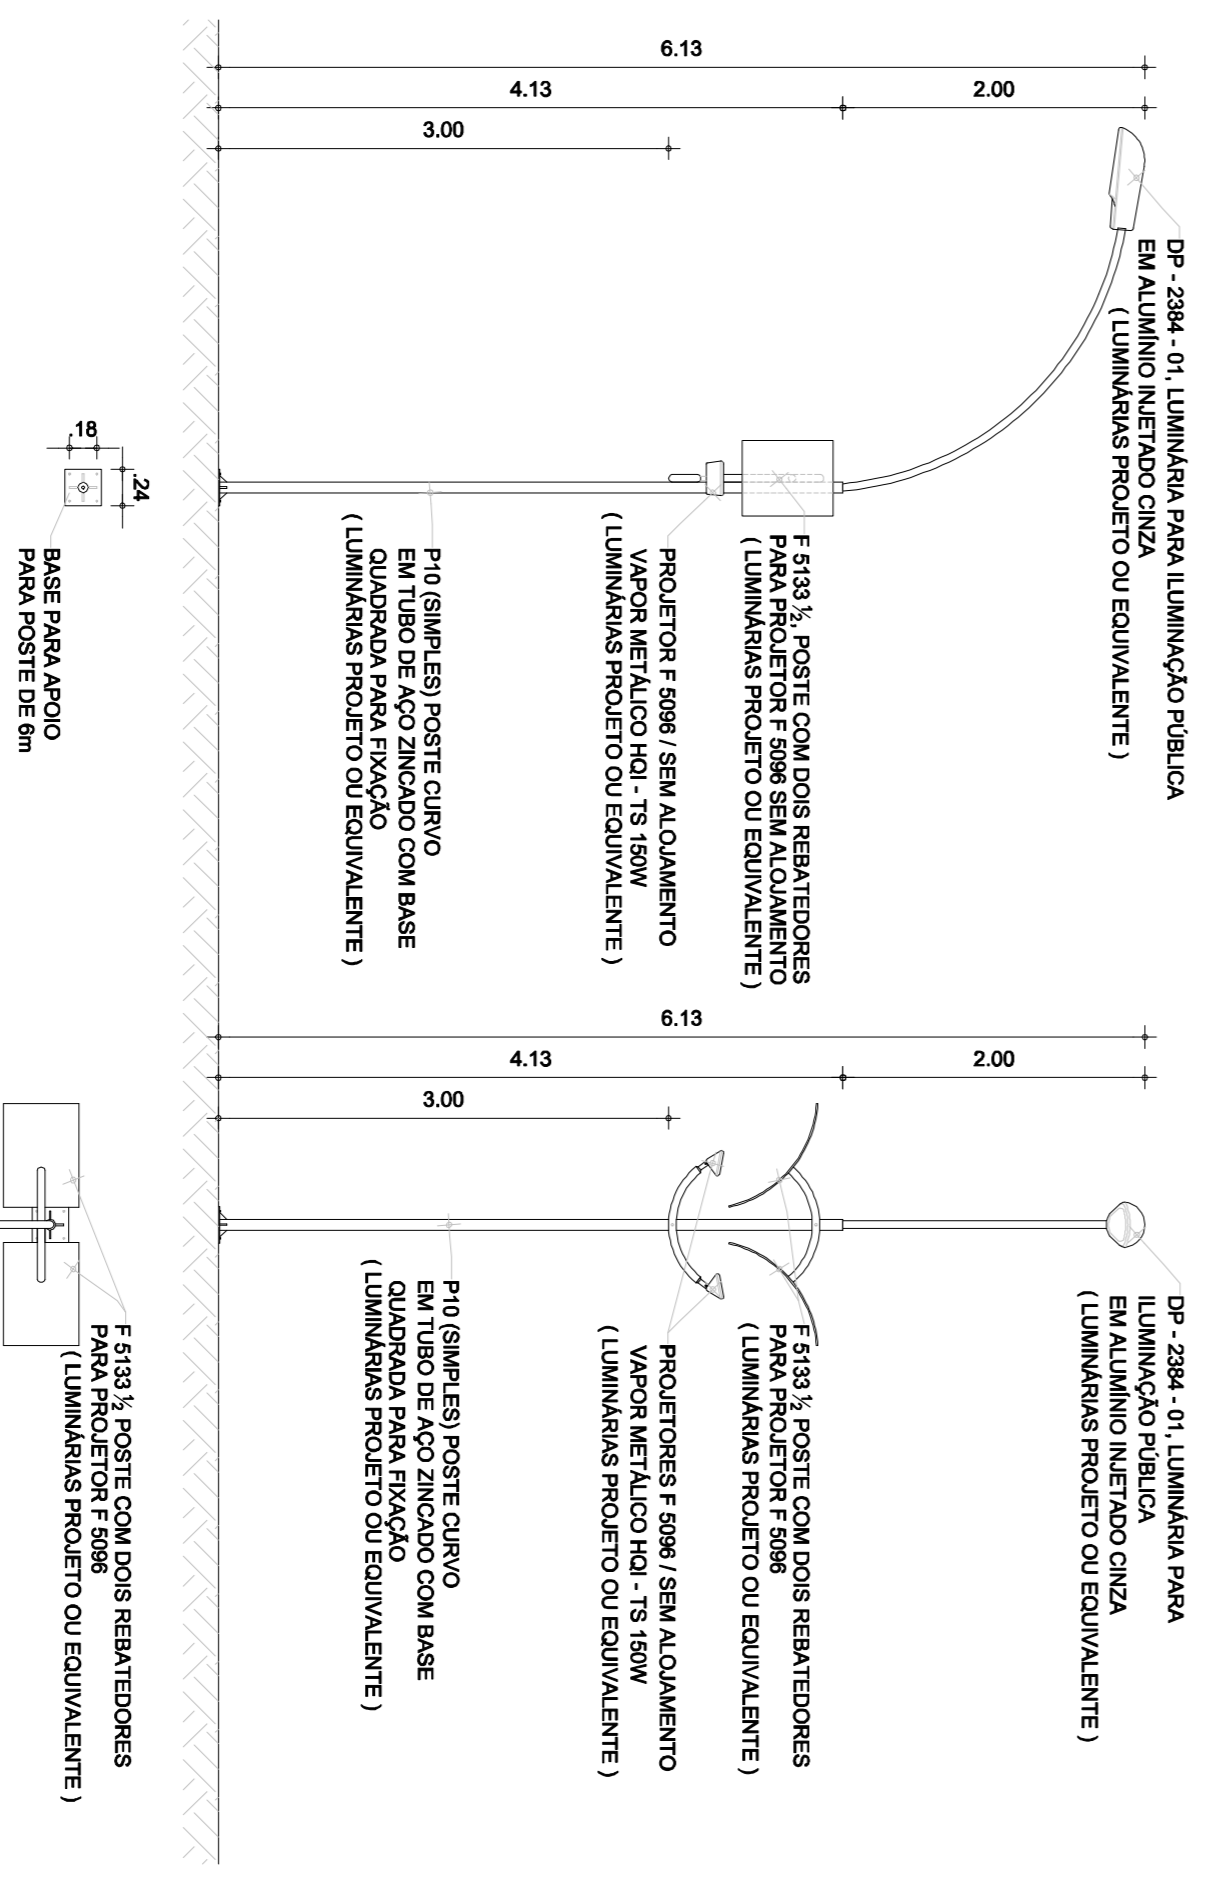 6.13
4.13
2.00
3.00
DP - 2384 - 01, LUMINÁRIA PARA ILUMINAÇÃO PÚBLICA
EM ALUMÍNIO INJETADO CINZA
( LUMINÁRIAS PROJETO OU EQUIVALENTE )
F 5133 ½, POSTE COM DOIS REBATEDORES
PARA PROJETOR F 5096 SEM ALOJAMENTO
( LUMINÁRIAS PROJETO OU EQUIVALENTE )
PROJETOR F 5096 / SEM ALOJAMENTO
VAPOR METÁLICO HQI - TS 150W
( LUMINÁRIAS PROJETO OU EQUIVALENTE )
P10 (SIMPLES) POSTE CURVO
EM TUBO DE AÇO ZINCADO COM BASE
QUADRADA PARA FIXAÇÃO
( LUMINÁRIAS PROJETO OU EQUIVALENTE )
.18
.24
BASE PARA APOIO
PARA POSTE DE 6m
6.13
4.13
2.00
3.00
DP - 2384 - 01, LUMINÁRIA PARA
ILUMINAÇÃO PÚBLICA
EM ALUMÍNIO INJETADO CINZA
( LUMINÁRIAS PROJETO OU EQUIVALENTE )
F 5133 ½ POSTE COM DOIS REBATEDORES
PARA PROJETOR F 5096
( LUMINÁRIAS PROJETO OU EQUIVALENTE )
PROJETORES F 5096 / SEM ALOJAMENTO
VAPOR METÁLICO HQI - TS 150W
( LUMINÁRIAS PROJETO OU EQUIVALENTE )
P10 (SIMPLES) POSTE CURVO
EM TUBO DE AÇO ZINCADO COM BASE
QUADRADA PARA FIXAÇÃO
( LUMINÁRIAS PROJETO OU EQUIVALENTE )
F 5133 ½ POSTE COM DOIS REBATEDORES
PARA PROJETOR F 5096
( LUMINÁRIAS PROJETO OU EQUIVALENTE )